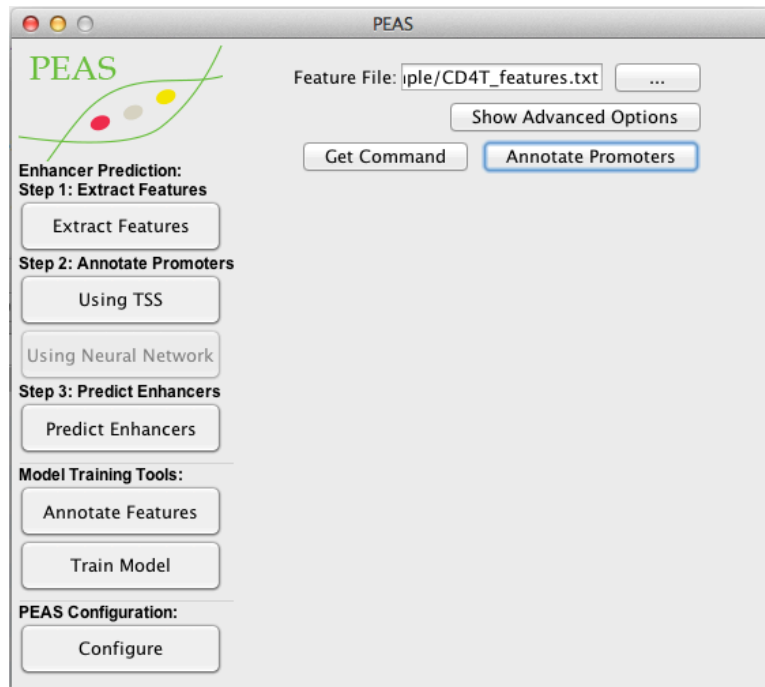 PEAS
PEAS
Feature File: ıple/CD4T_features.txt ...
Show Advanced Options
Get Command Annotate Promoters
Enhancer Prediction:
Step 1: Extract Features
Extract Features
Step 2: Annotate Promoters
Using TSS
Using Neural Network
Step 3: Predict Enhancers
Predict Enhancers
Model Training Tools:
Annotate Features
Train Model
PEAS Configuration:
Configure